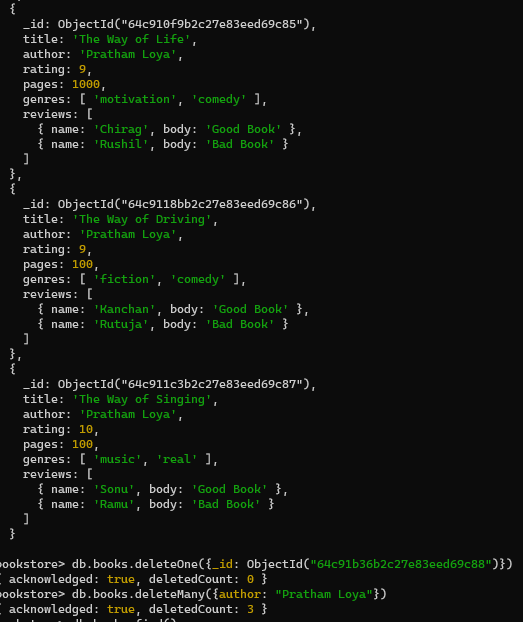 {
_id: ObjectId("64c910f9b2c27e83eed69c85"),
title: 'The Way of Life',
author: 'Pratham Loya',
rating: 9,
pages: 1000,
genres: [ 'motivation', 'comedy' ],
reviews: [
{ name: 'Chirag', body: 'Good Book' },
{ name: 'Rushil', body: 'Bad Book' }
]
},
{
_id: ObjectId("64c9118bb2c27e83eed69c86"),
title: 'The Way of Driving',
author: 'Pratham Loya',
rating: 9,
pages: 100,
genres: [ 'fiction', 'comedy' ],
reviews: [
{ name: 'Kanchan', body: 'Good Book' },
{ name: 'Rutuja', body: 'Bad Book' }
]
},
{
_id: ObjectId("64c911c3b2c27e83eed69c87"),
title: 'The Way of Singing',
author: 'Pratham Loya',
rating: 10,
pages: 100,
genres: [ 'music', 'real' ],
reviews: [
{ name: 'Sonu', body: 'Good Book' },
{ name: 'Ramu', body: 'Bad Book' }
]
}
ookstore> db.books.deleteOne({_id: ObjectId("64c91b36b2c27e83eed69c88")})
{ acknowledged: true, deletedCount: 0 }
ookstore> db.books.deleteMany({author: "Pratham Loya"})
{ acknowledged: true, deletedCount: 3 }